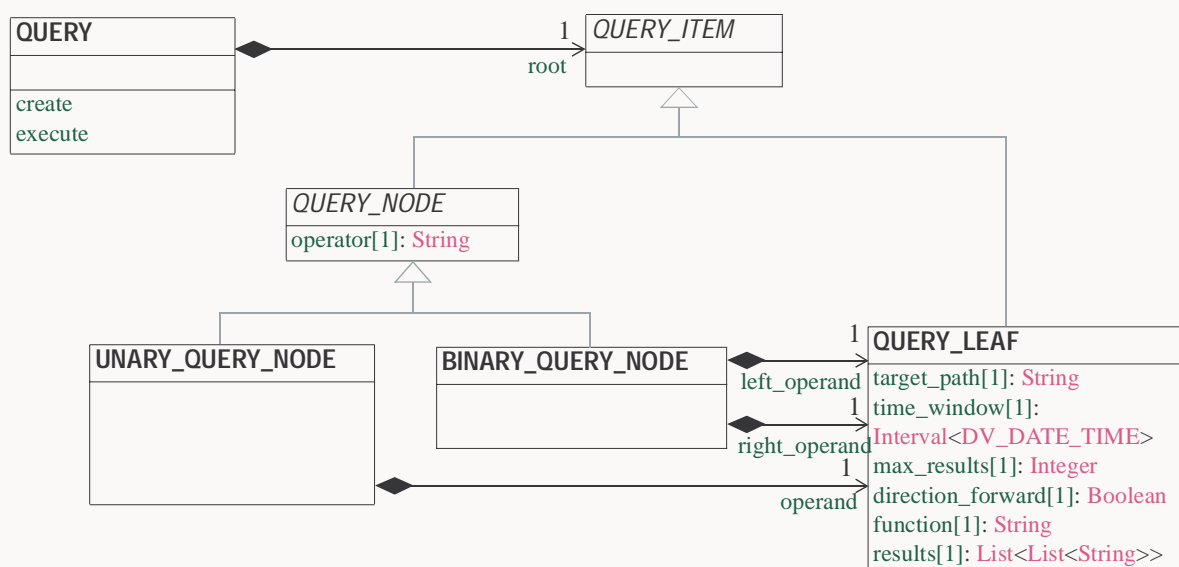 QUERY
1
QUERY_ITEM
root
create
execute
QUERY_NODE
operator[1]: String
UNARY_QUERY_NODE
BINARY_QUERY_NODE
1
left_operand
1
right_operand
1
operand
QUERY_LEAF
target_path[1]: String
time_window[1]:
Interval<DV_DATE_TIME>
max_results[1]: Integer
direction_forward[1]: Boolean
function[1]: String
results[1]: List<List<String>>